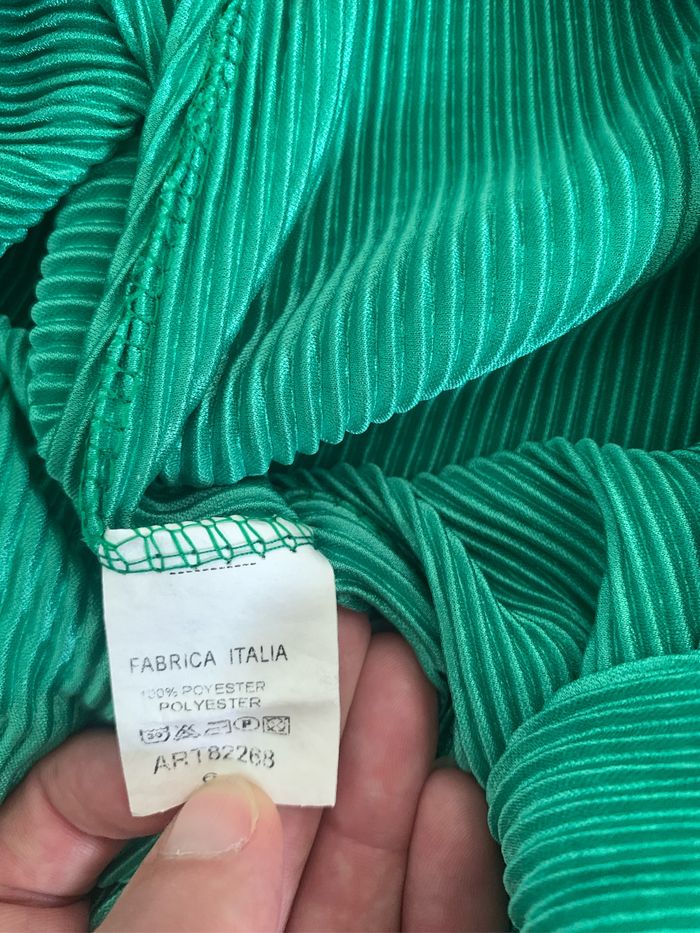 FABRICA ITALIA
100% POYESTER
POLYESTER
ART82268